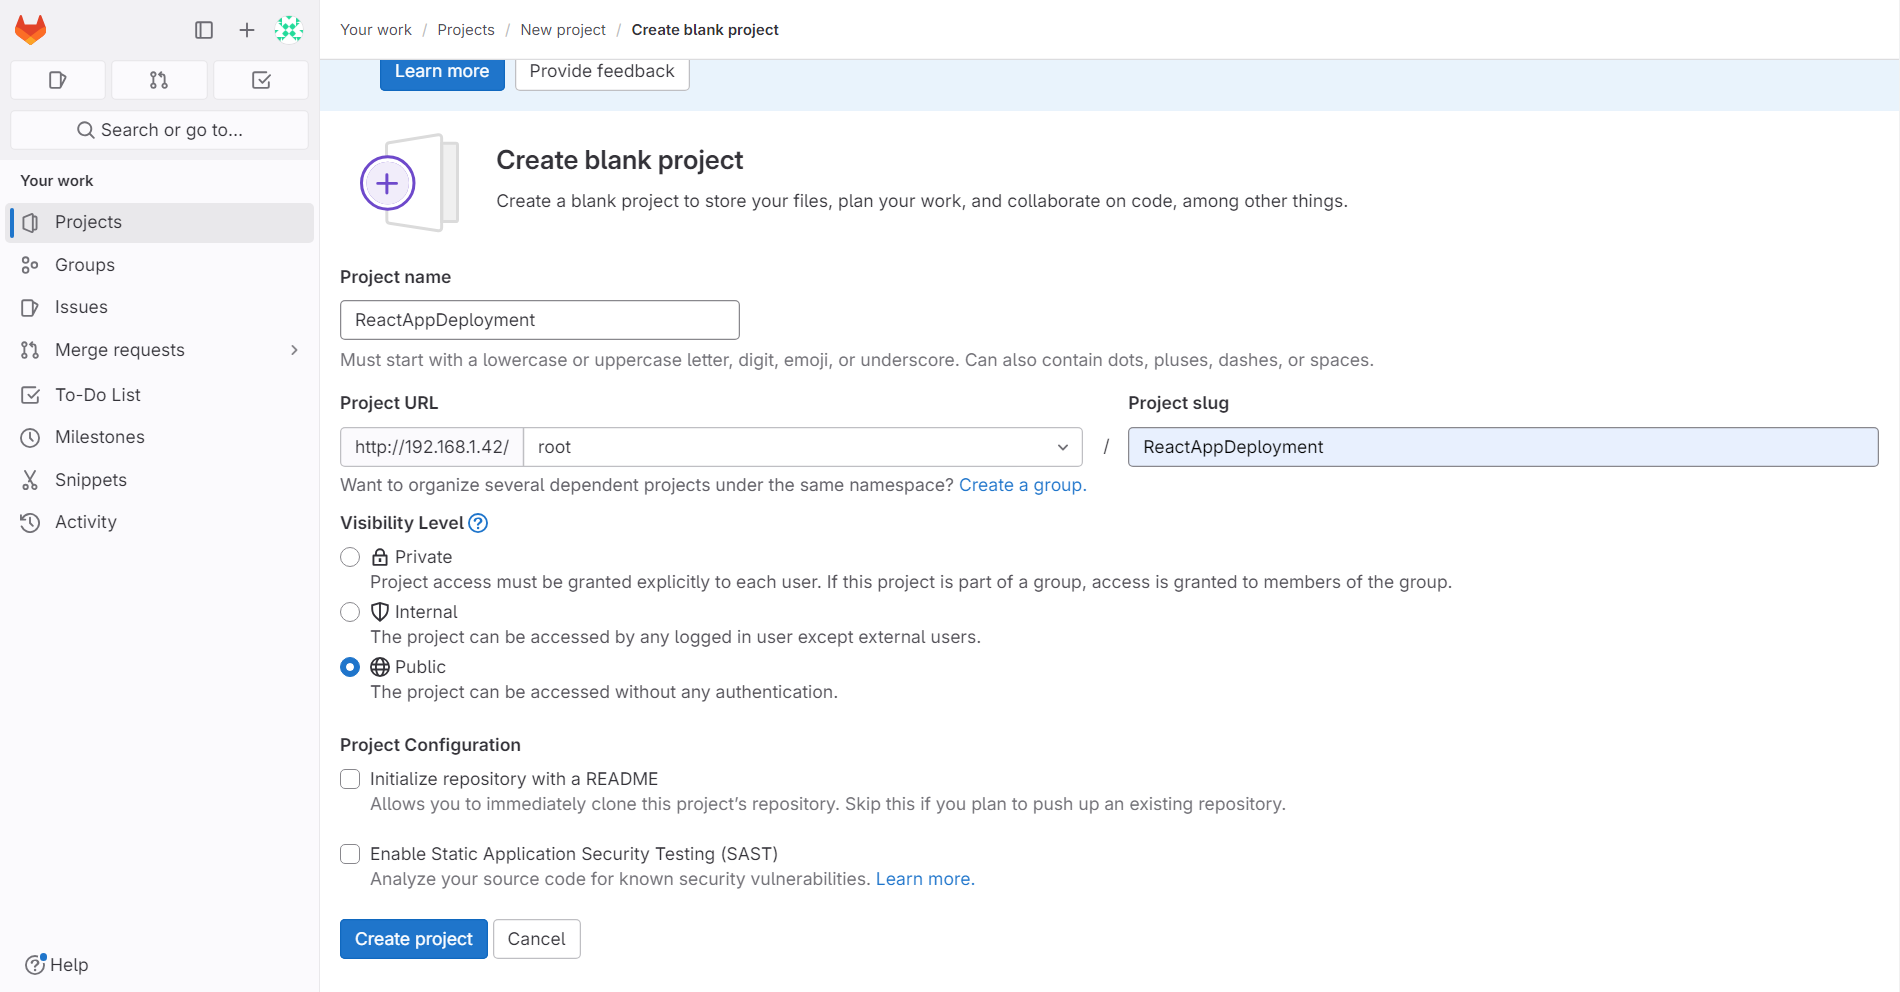 Your work / Projects / New project / Create blank project
Learn more
Provide feedback
Search or go to...
Your work
Projects
Groups
Issues
Merge requests
To-Do List
Milestones
Snippets
Activity
Help
Create blank project
Create a blank project to store your files, plan your work, and collaborate on code, among other things.
Project name
ReactAppDeployment
Must start with a lowercase or uppercase letter, digit, emoji, or underscore. Can also contain dots, pluses, dashes, or spaces.
Project URL
Project slug
http://192.168.1.42/ root / ReactAppDeployment
Want to organize several dependent projects under the same namespace? Create a group.
Visibility Level
Private
Project access must be granted explicitly to each user. If this project is part of a group, access is granted to members of the group.
Internal
The project can be accessed by any logged in user except external users.
Public
The project can be accessed without any authentication.
Project Configuration
Initialize repository with a README
Allows you to immediately clone this project’s repository. Skip this if you plan to push up an existing repository.
Enable Static Application Security Testing (SAST)
Analyze your source code for known security vulnerabilities. Learn more.
Create project
Cancel